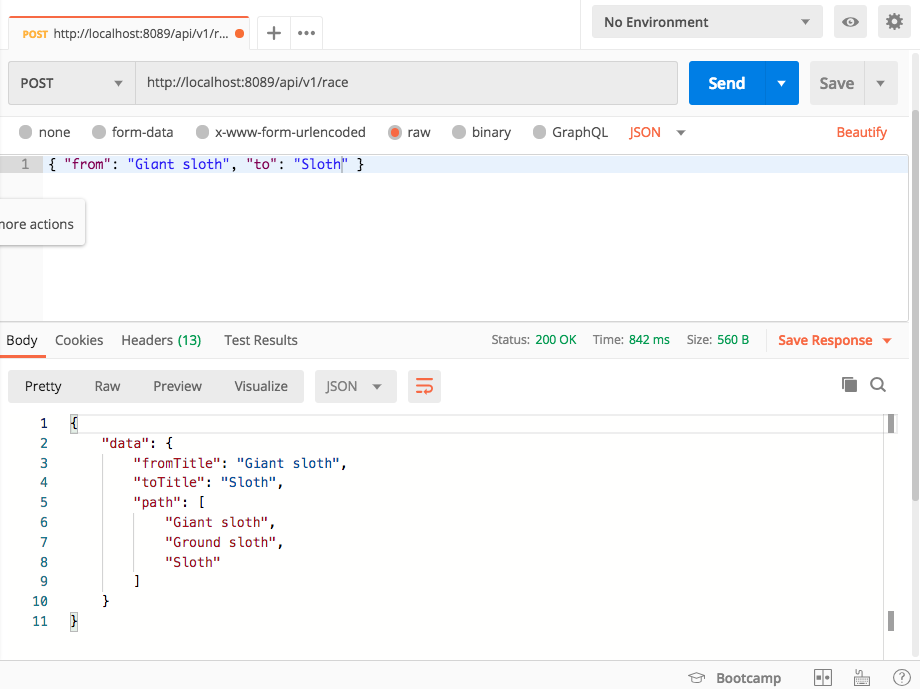 POST http://localhost:8089/api/v1/r...
No Environment
POST http://localhost:8089/api/v1/race Send Save
none form-data x-www-form-urlencoded raw binary GraphQL JSON Beautify
1 { "from": "Giant sloth", "to": "Sloth" }
more actions
Body Cookies Headers (13) Test Results Status: 200 OK Time: 842 ms Size: 560 B Save Response
Pretty Raw Preview Visualize JSON
1 {
2 "data": {
3 "fromTitle": "Giant sloth",
4 "toTitle": "Sloth",
5 "path": [
6 "Giant sloth",
7 "Ground sloth",
8 "Sloth"
9 ]
10 }
11 }
Bootcamp